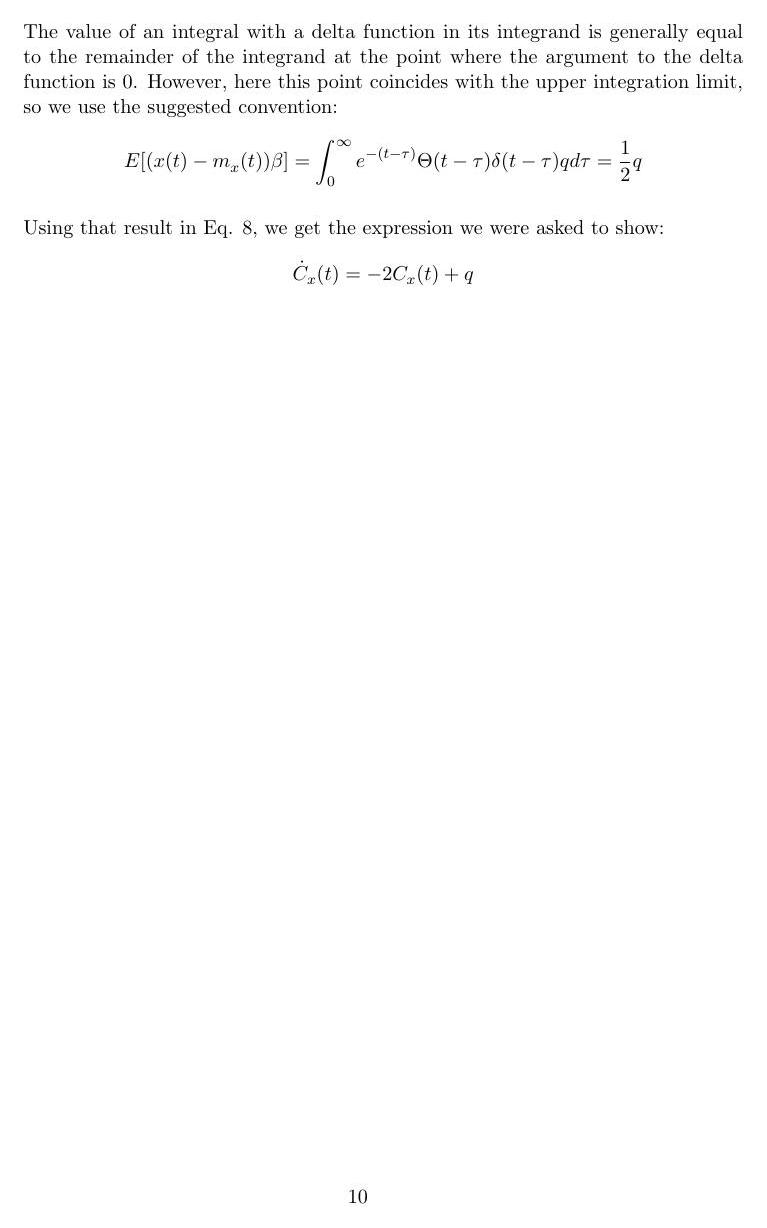 The value of an integral with a delta function in its integrand is generally equal
to the remainder of the integrand at the point where the argument to the delta
function is 0. However, here this point coincides with the upper integration limit,
so we use the suggested convention:
E[(x(t) − m_x(t))β] = ∫_0^∞ e^{−(t−τ)}Θ(t − τ)δ(t − τ)qdτ = \frac{1}{2}q
Using that result in Eq. 8, we get the expression we were asked to show:
Ċ_x(t) = −2C_x(t) + q
10